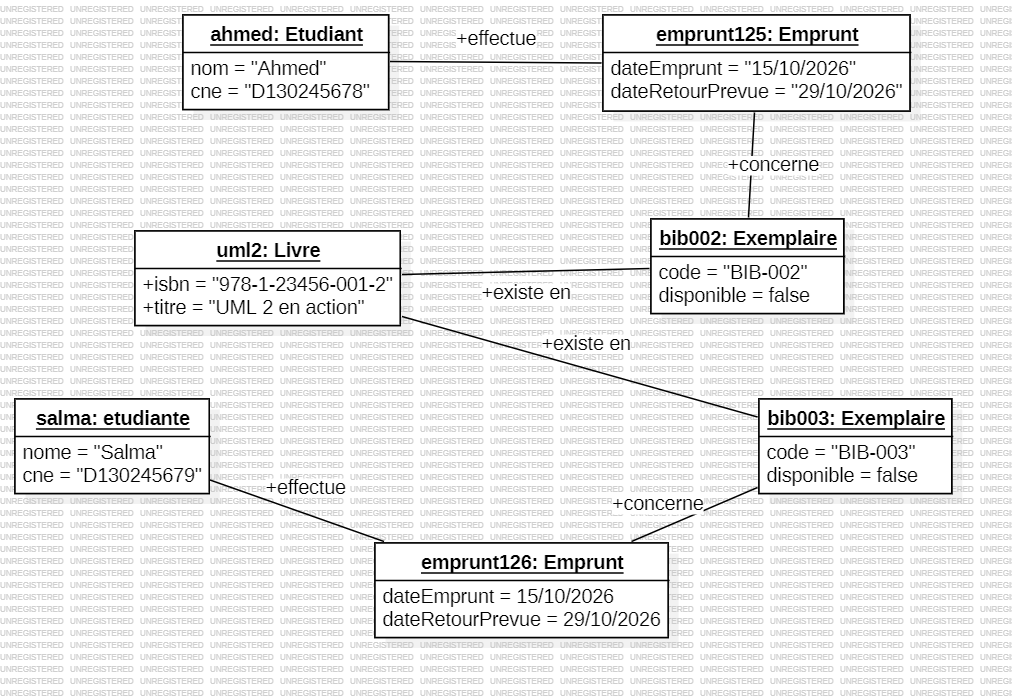 ahmed: Etudiant
nom = "Ahmed"
cne = "D130245678"
+effectue
emprunt125: Emprunt
dateEmprunt = "15/10/2026"
dateRetourPrevue = "29/10/2026"
+concerne
uml2: Livre
+isbn = "978-1-23456-001-2"
+titre = "UML 2 en action"
+existe en
bib002: Exemplaire
code = "BIB-002"
disponible = false
+existe en
salma: etudiante
nome = "Salma"
cne = "D130245679"
+effectue
bib003: Exemplaire
code = "BIB-003"
disponible = false
+concerne
emprunt126: Emprunt
dateEmprunt = 15/10/2026
dateRetourPrevue = 29/10/2026
UNREGISTERED